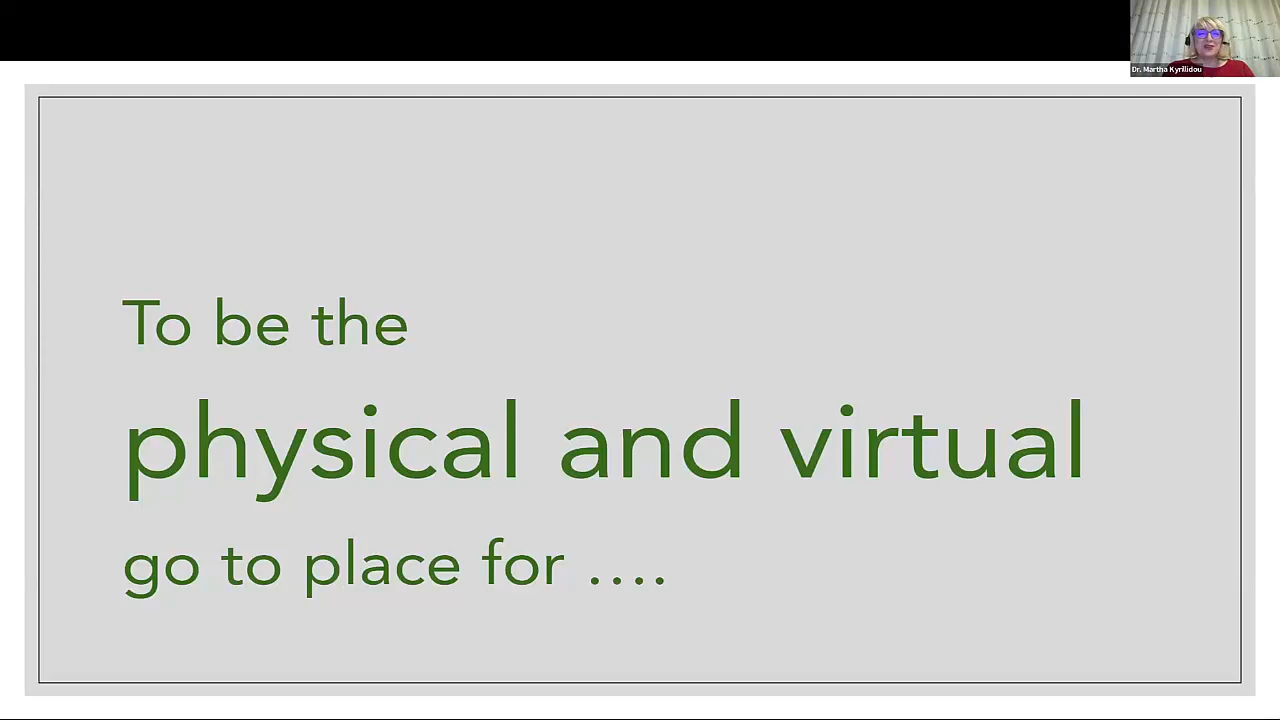 Dr. Martha Kyrillidou
To be the
physical and virtual
go to place for ....